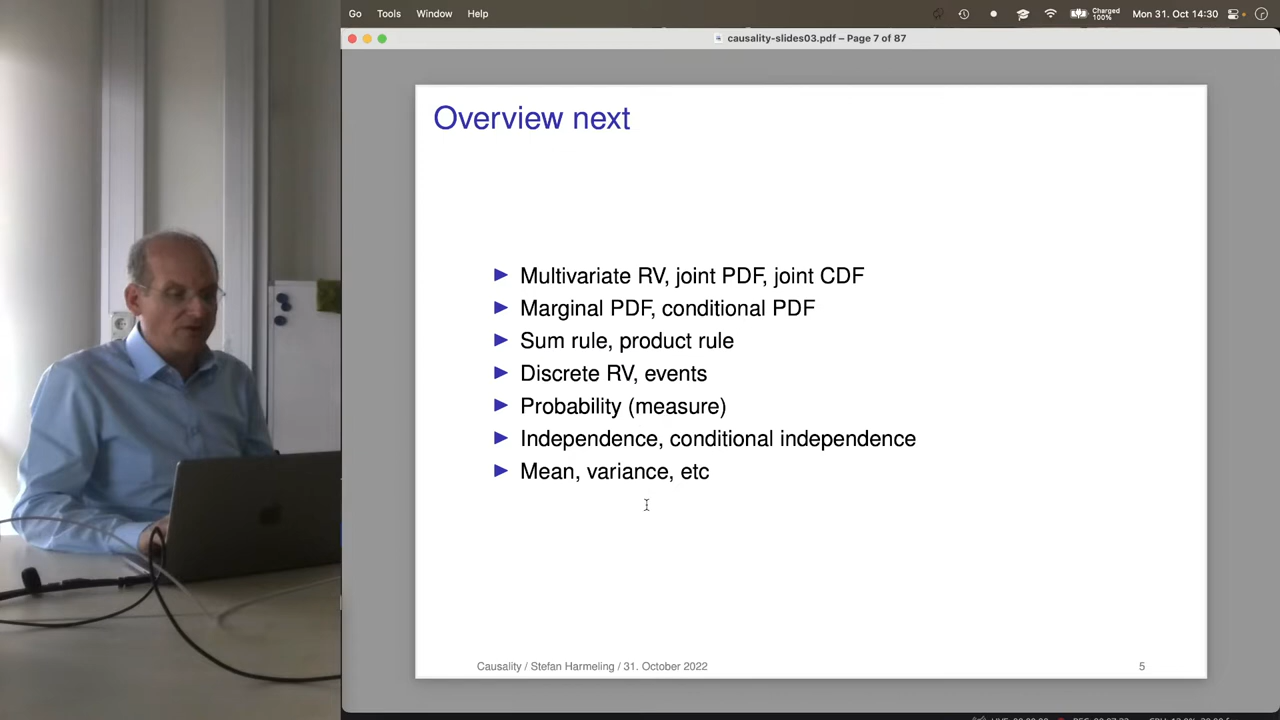 Go Tools Window Help
Charged
100%
Mon 31. Oct 14:30
causality-slides03.pdf – Page 7 of 87
Overview next
Multivariate RV, joint PDF, joint CDF
Marginal PDF, conditional PDF
Sum rule, product rule
Discrete RV, events
Probability (measure)
Independence, conditional independence
Mean, variance, etc
Causality / Stefan Harmeling / 31. October 2022
5